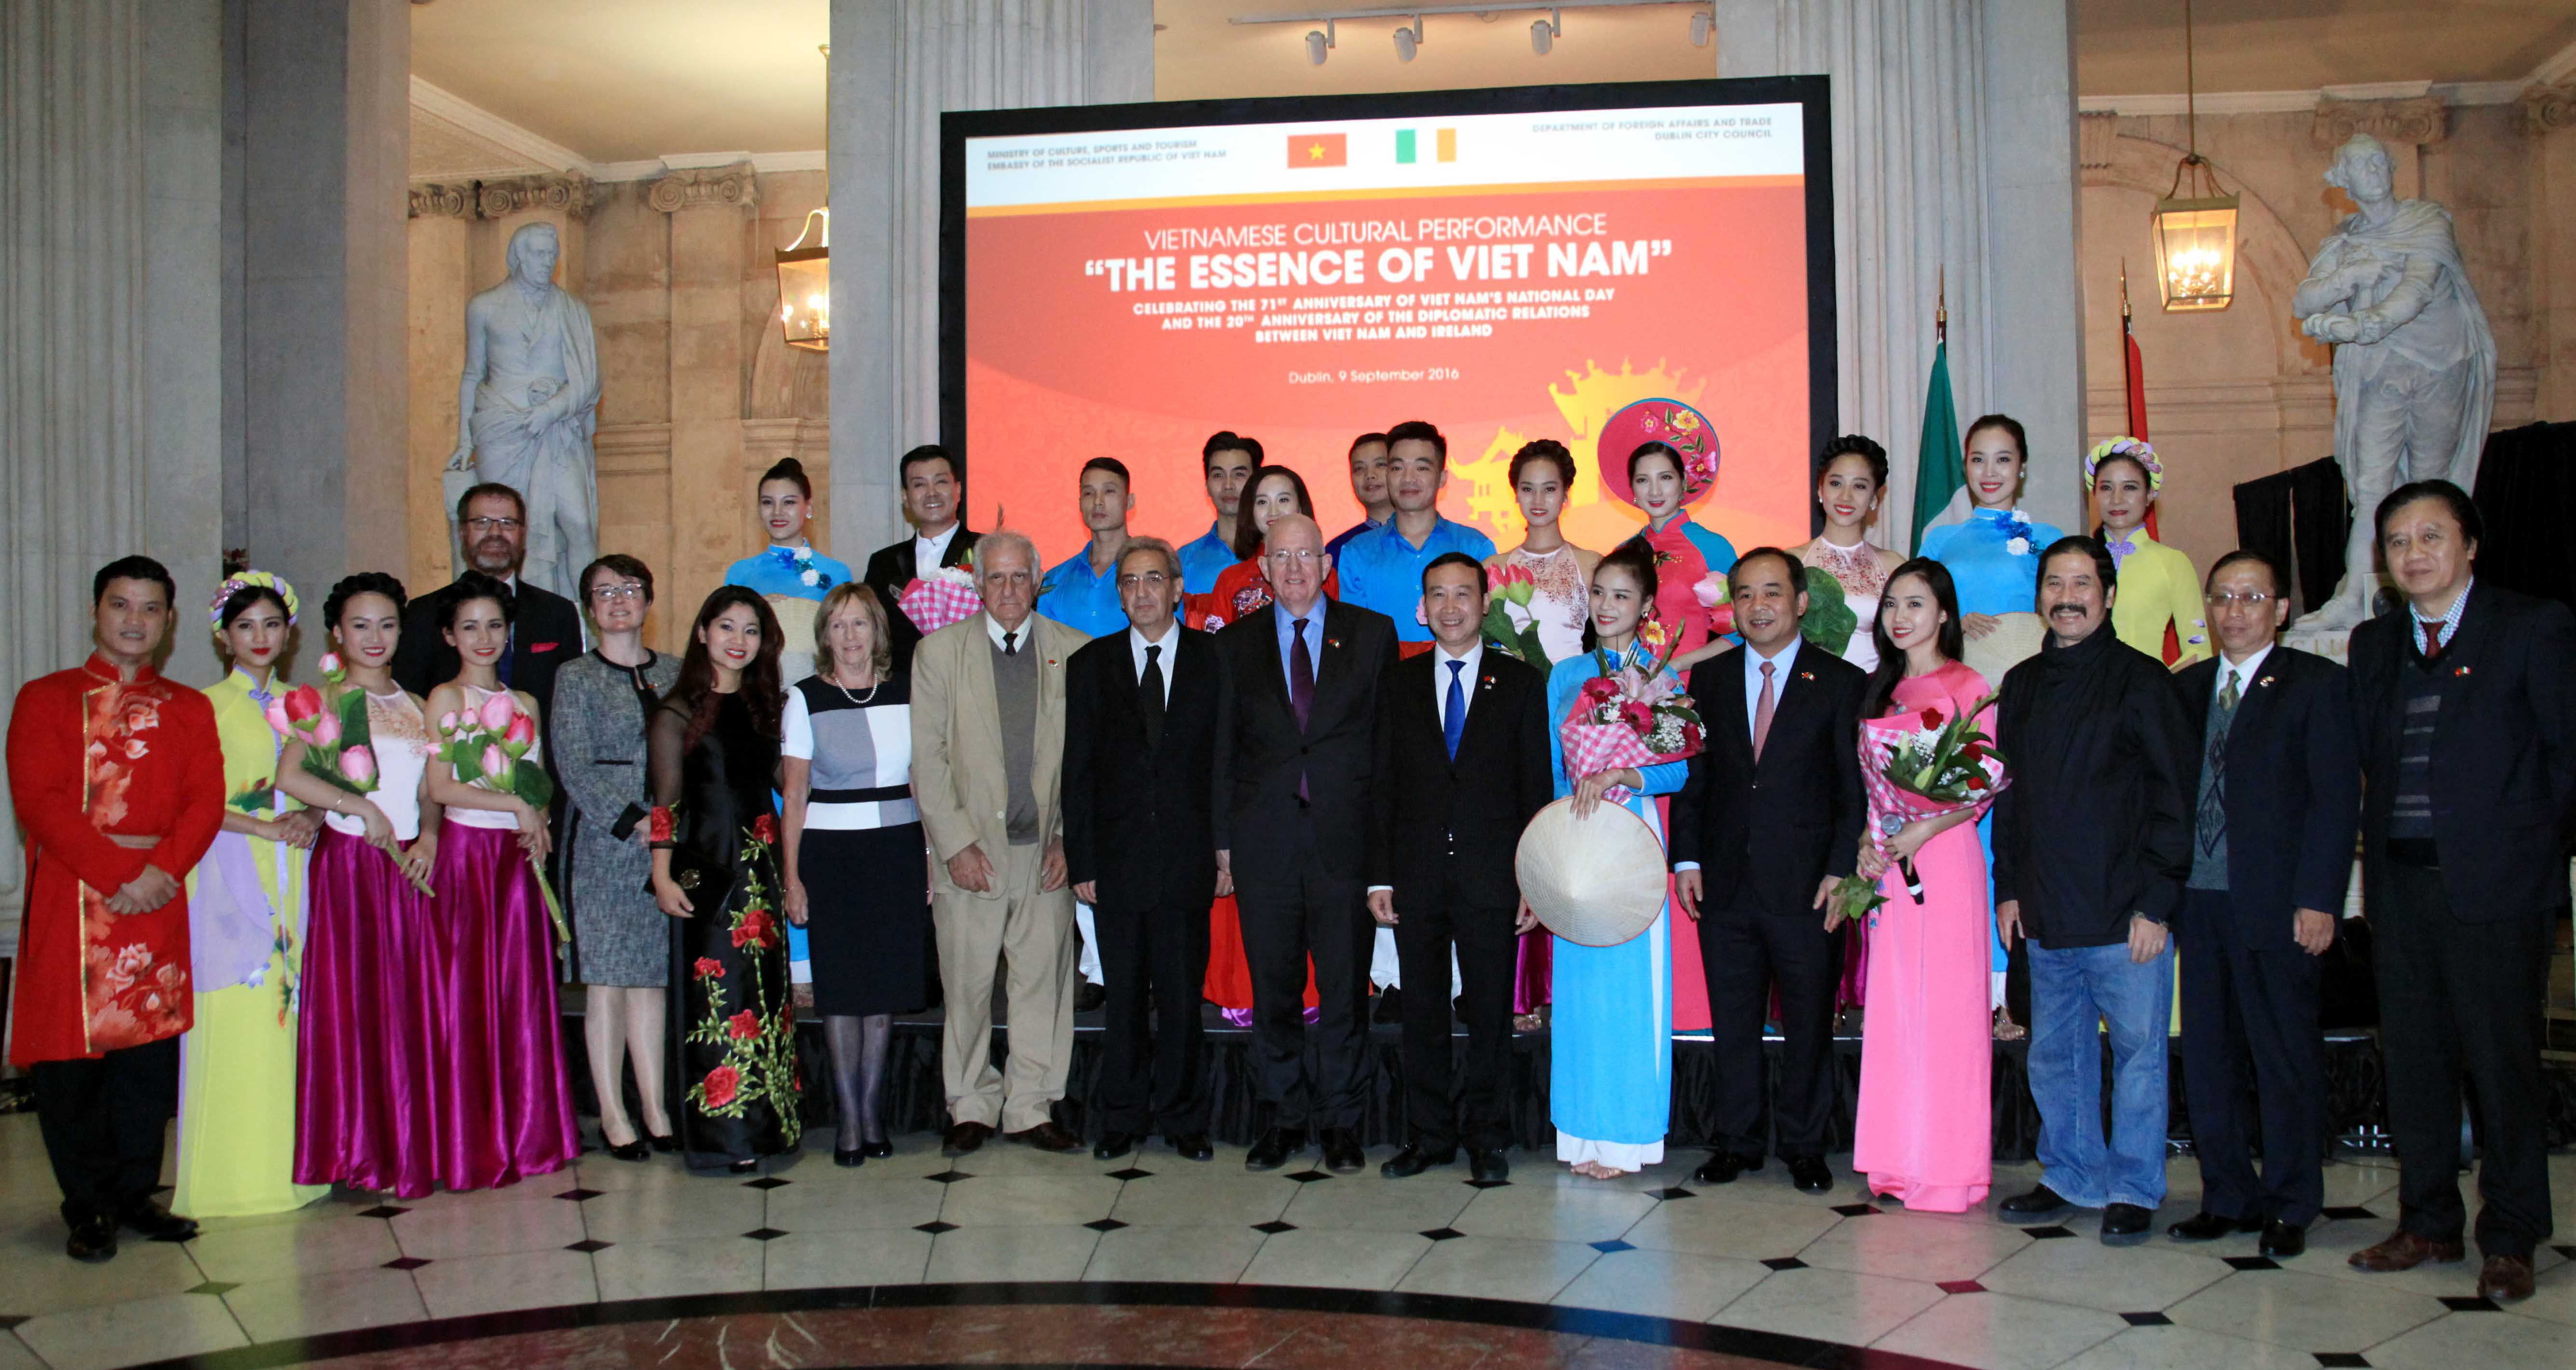 MINISTRY OF CULTURE, SPORTS AND TOURISM
EMBASSY OF THE SOCIALIST REPUBLIC OF VIET NAM
DEPARTMENT OF FOREIGN AFFAIRS AND TRADE
DUBLIN CITY COUNCIL
VIETNAMESE CULTURAL PERFORMANCE
“THE ESSENCE OF VIET NAM”
CELEBRATING THE 71ST ANNIVERSARY OF VIET NAM'S NATIONAL DAY
AND THE 20TH ANNIVERSARY OF THE DIPLOMATIC RELATIONS
BETWEEN VIET NAM AND IRELAND
Dublin, 9 September 2016